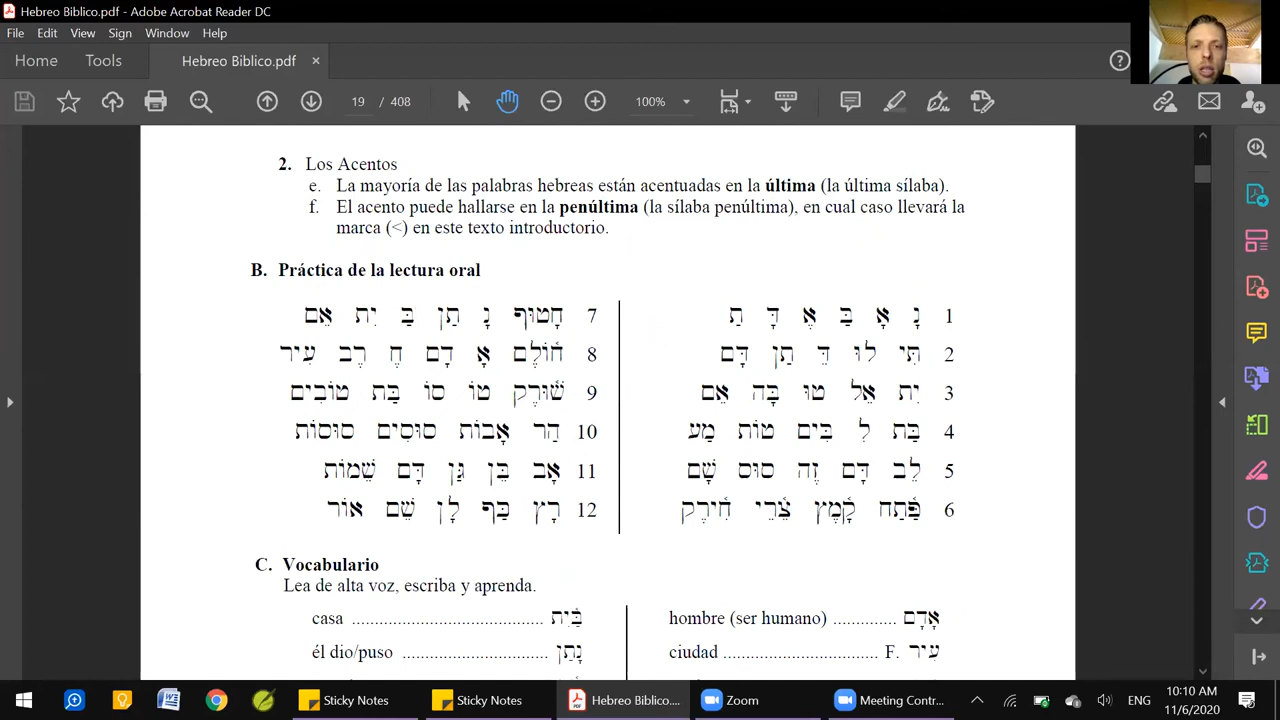 Hebreo Biblico.pdf - Adobe Acrobat Reader DC
File Edit View Sign Window Help
Home Tools Hebreo Biblico.pdf ×
19 / 408 100%
2. Los Acentos
e. La mayoría de las palabras hebreas están acentuadas en la última (la última sílaba).
f. El acento puede hallarse en la penúltima (la sílaba penúltima), en cual caso llevará la
marca (<) en este texto introductorio.
B. Práctica de la lectura oral
1 נָ אָ בַּ אֶ דָּ תַ
2 תִּי לוּ דֵּ תַן דָּם
3 יִת אֵל טוּ בָּה אֵם
4 בַּת לִ בִּים טוֹת מַע
5 לֵב דָּם זֶה סוּס שָׁם
6 פַּ֫תַח קָ֫מֶץ צֵ֫רֵי חִ֫ירֶק
7 חָטוּף נָ תַן בַּ יִת אֵם
8 ח֫וֹלֶם אָ דָם חֶ רֶב עִיר
9 שׁ֫וּרֶק טוֹ סוֹ בַּת טוֹבִים
10 הַר אָבוֹת סוּסִים סוּסוֹת
11 אָב בֵּן גַּן דָּם שֵׁמוֹת
12 רָץ כַּף לָן שֵׁם אוֹר
C. Vocabulario
Lea de alta voz, escriba y aprenda.
casa ........................................ בַּ֫יִת
hombre (ser humano) ............. אָדָם
él dio/puso ............................... נָתַן
ciudad ................................ F. עִיר
Sticky Notes Sticky Notes Hebreo Biblico.... Zoom Meeting Contr... ENG 10:10 AM
11/6/2020